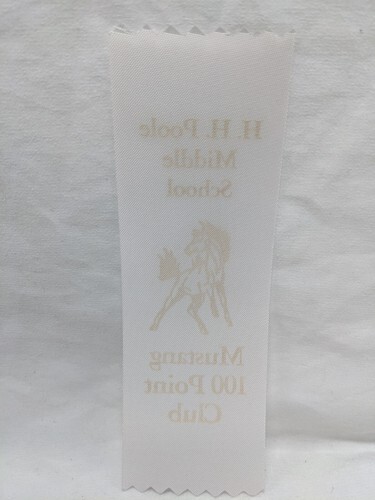 H. H. Poole
Middle
School
Mustang
100 Point
Club